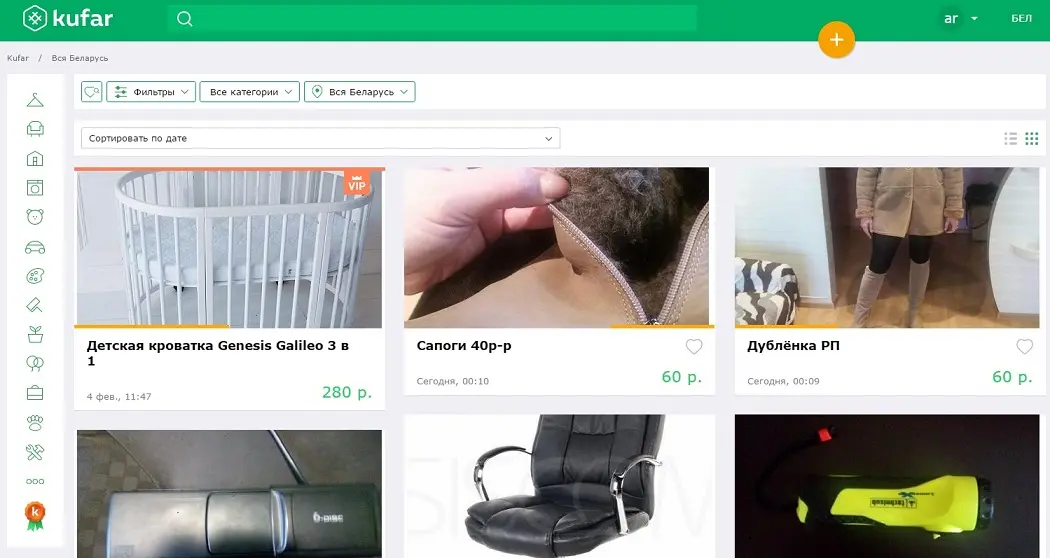 kufar
ar
БЕЛ
Kufar / Вся Беларусь
Фильтры
Все категории
Вся Беларусь
Сортировать по дате
VIP
Детская кроватка Genesis Galileo 3 в
1
4 фев., 11:47
280 р.
Сапоги 40р-р
Сегодня, 00:10
60 р.
Дублёнка РП
Сегодня, 00:09
60 р.
k
Technisub